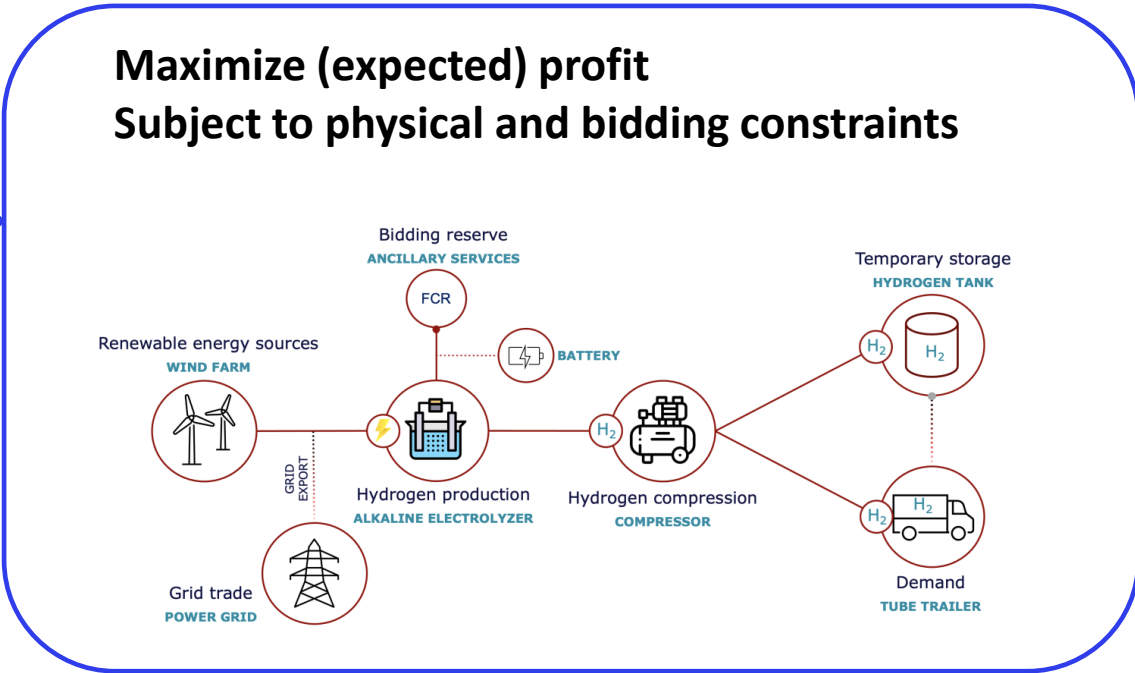 Maximize (expected) profit
Subject to physical and bidding constraints
Bidding reserve
ANCILLARY SERVICES
FCR
BATTERY
Renewable energy sources
WIND FARM
GRID
EXPORT
Hydrogen production
ALKALINE ELECTROLYZER
H₂
Hydrogen compression
COMPRESSOR
Temporary storage
HYDROGEN TANK
H₂
H₂
H₂
H₂
Demand
TUBE TRAILER
Grid trade
POWER GRID